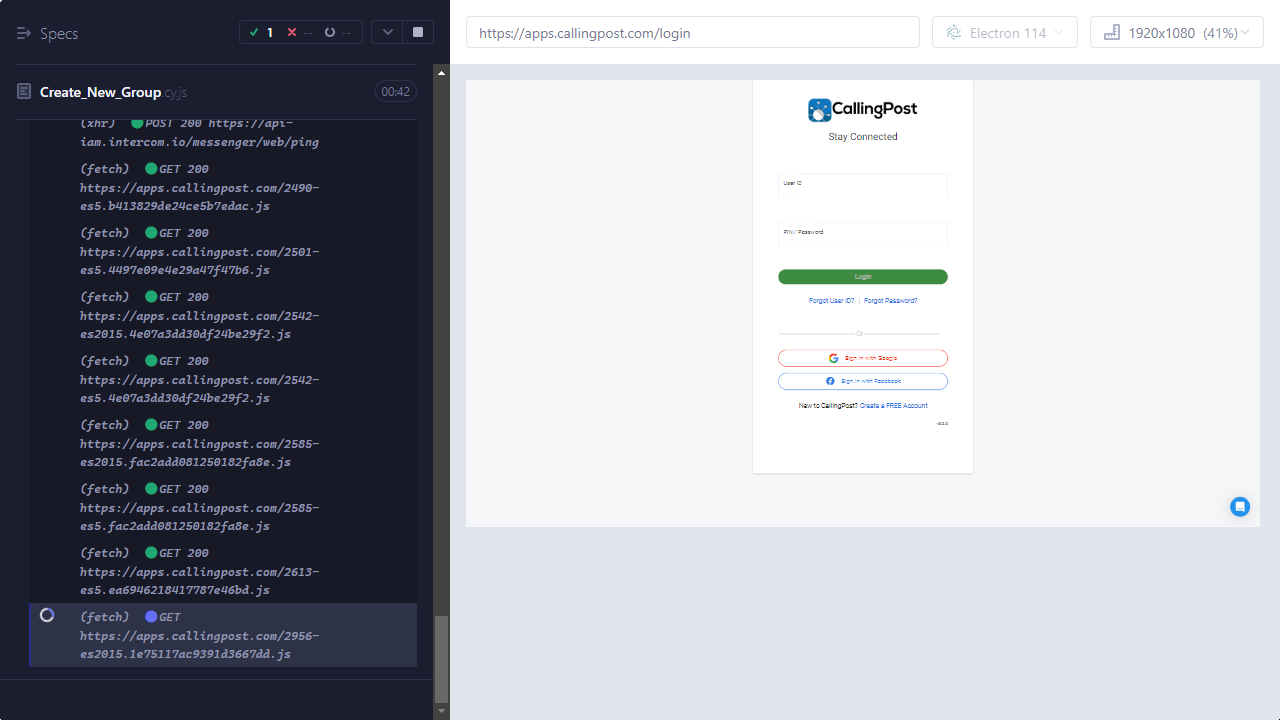 Specs
1
--
--
https://apps.callingpost.com/login
Electron 114
1920x1080 (41%)
Create_New_Group.cy.js
00:42
(xhr) POST 200 https://api-
iam.intercom.io/messenger/web/ping
(fetch) GET 200
https://apps.callingpost.com/2490-
es5.b413829de24ce5b7edac.js
(fetch) GET 200
https://apps.callingpost.com/2501-
es5.4497e09e4e29a47f47b6.js
(fetch) GET 200
https://apps.callingpost.com/2542-
es2015.4e07a3dd30df24be29f2.js
(fetch) GET 200
https://apps.callingpost.com/2542-
es5.4e07a3dd30df24be29f2.js
(fetch) GET 200
https://apps.callingpost.com/2585-
es2015.fac2add081250182fa8e.js
(fetch) GET 200
https://apps.callingpost.com/2585-
es5.fac2add081250182fa8e.js
(fetch) GET 200
https://apps.callingpost.com/2613-
es5.ea6946218417787e46bd.js
(fetch) GET
https://apps.callingpost.com/2956-
es2015.1e75117ac9391d3667dd.js
CallingPost
Stay Connected
User ID
PIN / Password
Login
Forgot User ID? | Forgot Password?
Or
Sign in with Google
Sign in with Facebook
New to CallingPost? Create a FREE Account